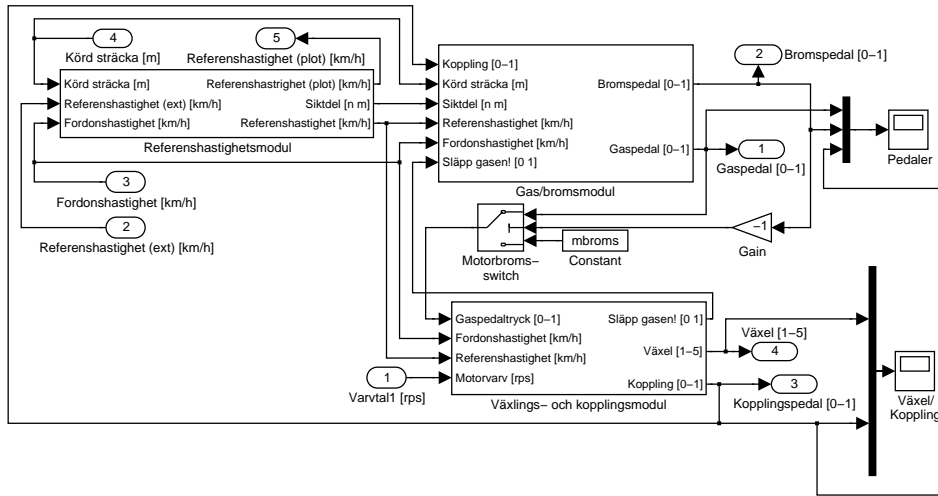 4
Körd sträcka [m]
5
Referenshastighet (plot) [km/h]
Körd sträcka [m]
Referenshastighet (ext) [km/h]
Fordonshastighet [km/h]
Referenshastrighet (plot) [km/h]
Siktdel [n m]
Referenshastighet [km/h]
Referenshastighetsmodul
3
Fordonshastighet [km/h]
2
Referenshastighet (ext) [km/h]
Koppling [0−1]
Körd sträcka [m]
Siktdel [n m]
Referenshastighet [km/h]
Fordonshastighet [km/h]
Släpp gasen! [0 1]
Bromspedal [0−1]
Gaspedal [0−1]
Gas/bromsmodul
2
Bromspedal [0−1]
1
Gaspedal [0−1]
Pedaler
Motorbroms−
switch
mbroms
Constant
−1
Gain
Gaspedaltryck [0−1]
Fordonshastighet [km/h]
Referenshastighet [km/h]
Motorvarv [rps]
Släpp gasen! [0 1]
Växel [1−5]
Koppling [0−1]
Växlings− och kopplingsmodul
1
Varvtal1 [rps]
Växel [1−5]
4
3
Kopplingspedal [0−1]
Växel/
Koppling